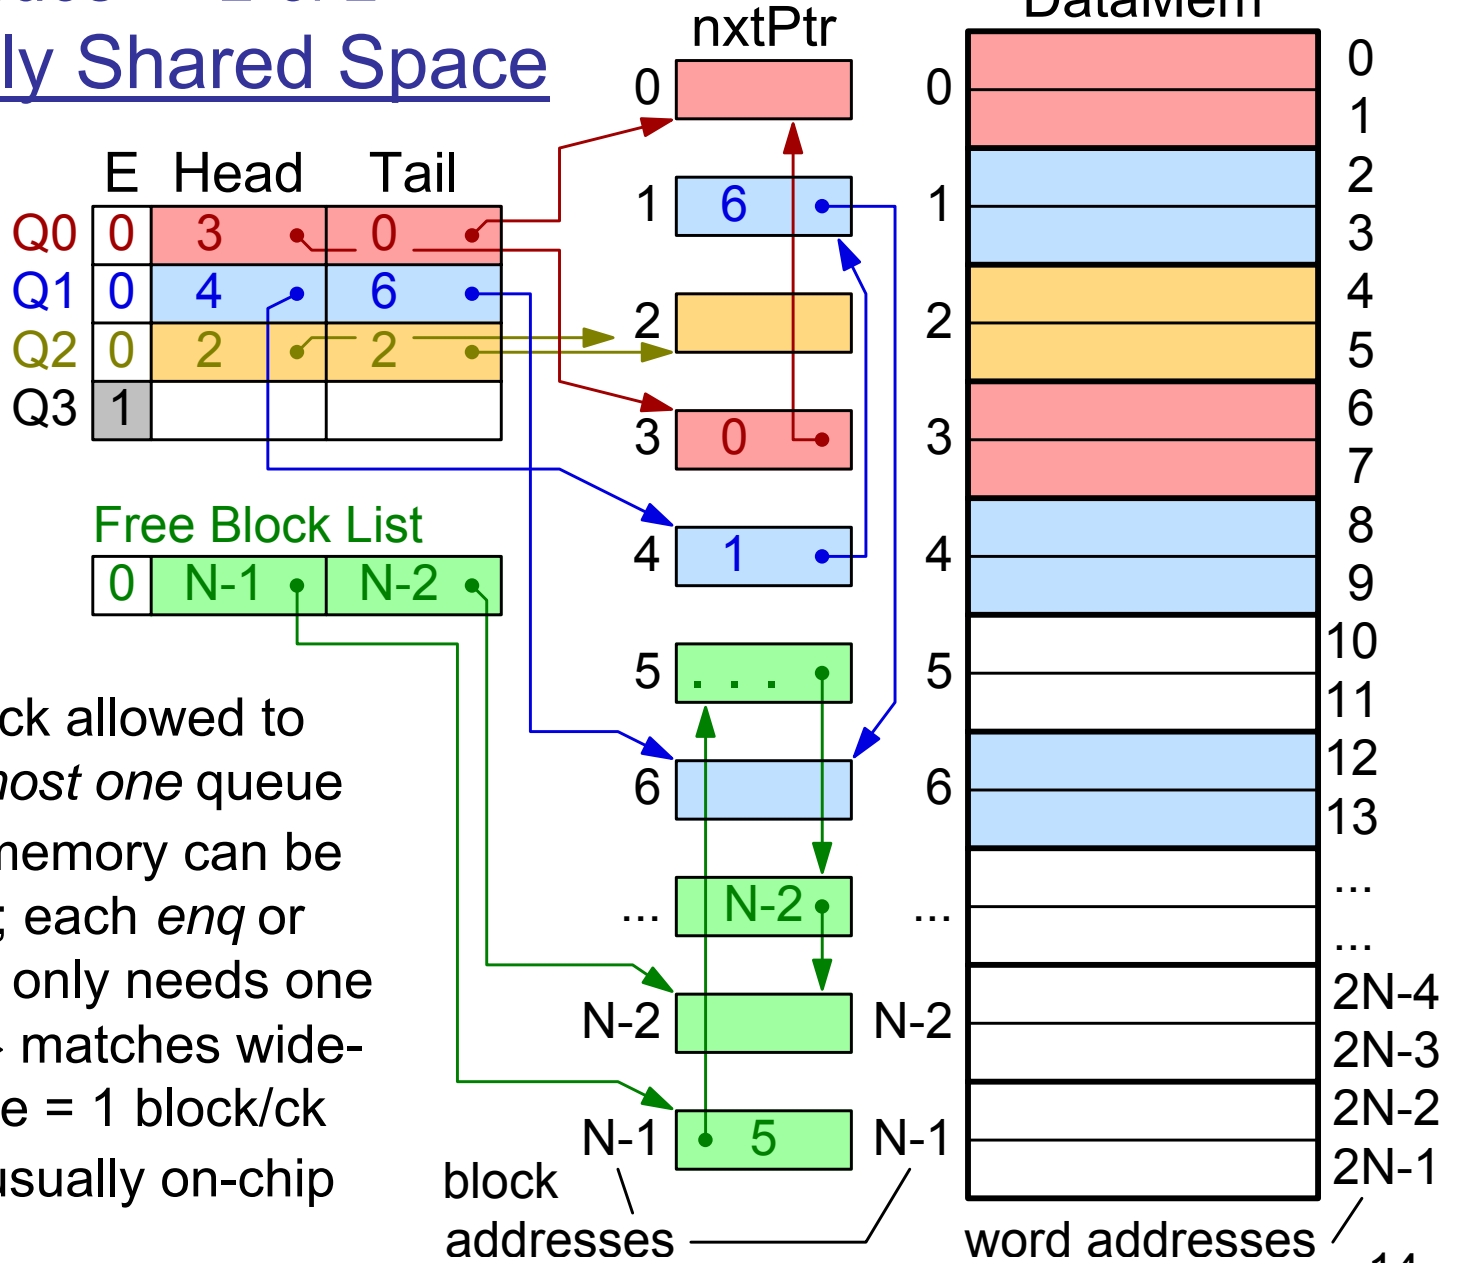 ly Shared Space
nxtPtr
DataMem
E Head Tail
Q0 0 3 0
Q1 0 4 6
Q2 0 2 2
Q3 1
Free Block List
0 N-1 N-2
ck allowed to
most one queue
memory can be
; each enq or
only needs one
matches wide-
e = 1 block/ck
usually on-chip
0
1 6
2
3 0
4 1
5 . . .
6
... N-2
N-2
N-1 5
block
addresses
0
1
2
3
4
5
6
...
N-2
N-1
0
1
2
3
4
5
6
7
8
9
10
11
12
13
...
...
2N-4
2N-3
2N-2
2N-1
word addresses
14